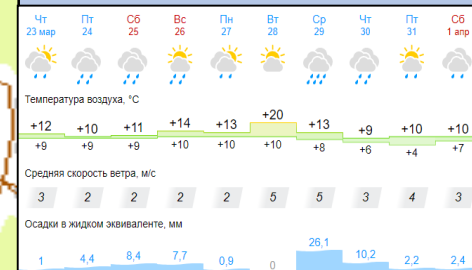 Чт Пт Сб Вс Пн Вт Ср Чт Пт Сб
23 мар 24 25 26 27 28 29 30 31 1 апр
Температура воздуха, °C
+12 +10 +11 +14 +13 +20 +13 +9 +10 +10
+9 +9 +9 +10 +10 +10 +8 +6 +4 +7
Средняя скорость ветра, м/с
3 2 2 2 2 5 5 3 4 3
Осадки в жидком эквиваленте, мм
1 4,4 8,4 7,7 0,9 0 26,1 10,2 2,2 2,4